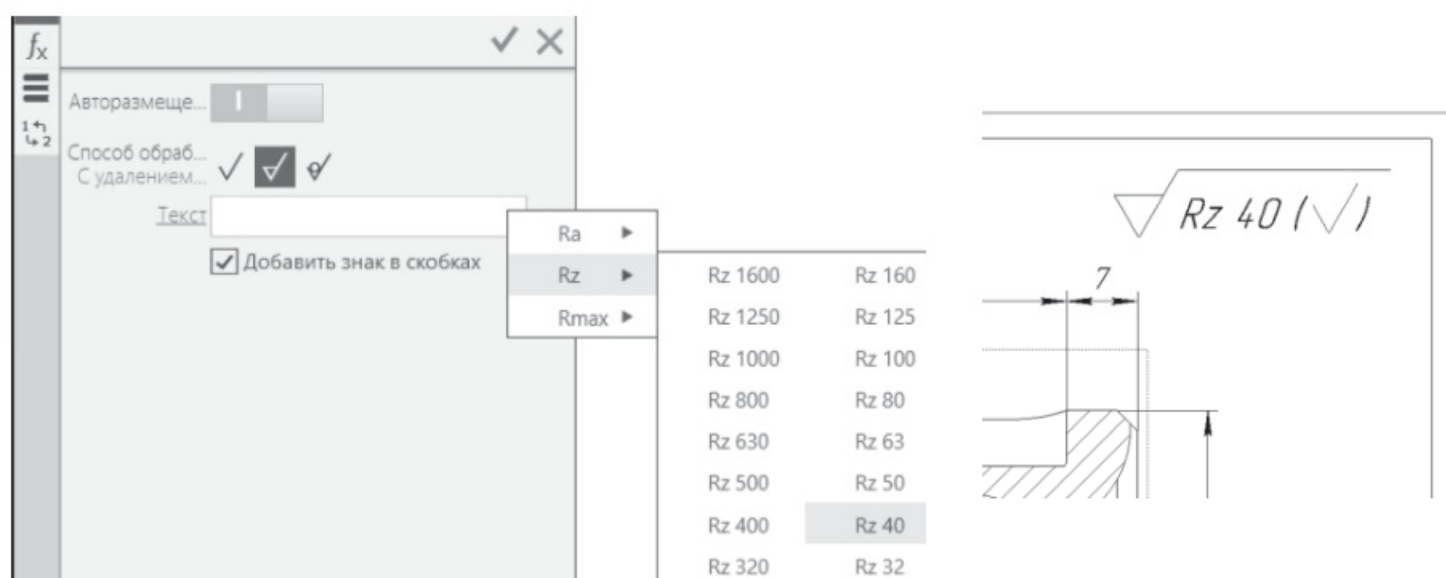 fx
Авторазмеще...
1
2
Способ обраб...
С удалением...
Текст
Добавить знак в скобках
Ra
Rz
Rmax
Rz 1600 Rz 160
Rz 1250 Rz 125
Rz 1000 Rz 100
Rz 800 Rz 80
Rz 630 Rz 63
Rz 500 Rz 50
Rz 400 Rz 40
Rz 320 Rz 32
Rz 40 (√)
7